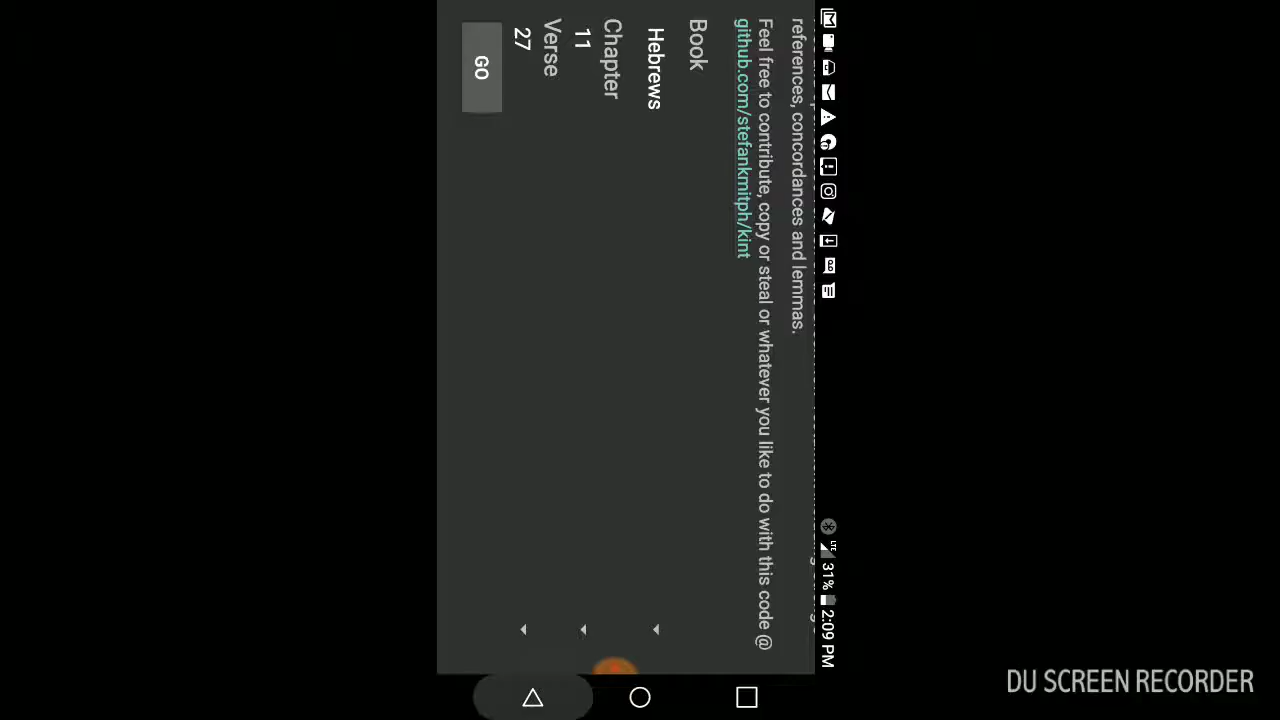 LTE 31% 2:09 PM
references, concordances and lemmas.
Feel free to contribute, copy or steal or whatever you like to do with this code @
github.com/stefankmitph/kint
Book
Hebrews
Chapter
11
Verse
27
GO
DU SCREEN RECORDER